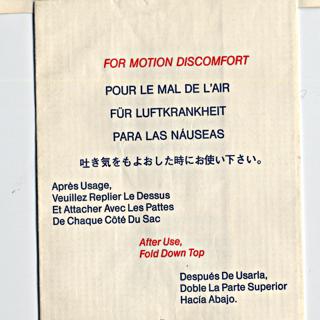 FOR MOTION DISCOMFORT
POUR LE MAL DE L'AIR
FÜR LUFTKRANKHEIT
PARA LAS NÁUSEAS
吐き気をもよおした時にお使い下さい。
Après Usage,
Veuillez Replier Le Dessus
Et Attacher Avec Les Pattes
De Chaque Côté Du Sac
After Use,
Fold Down Top
Después De Usarla,
Doble La Parte Superior
Hacía Abajo.